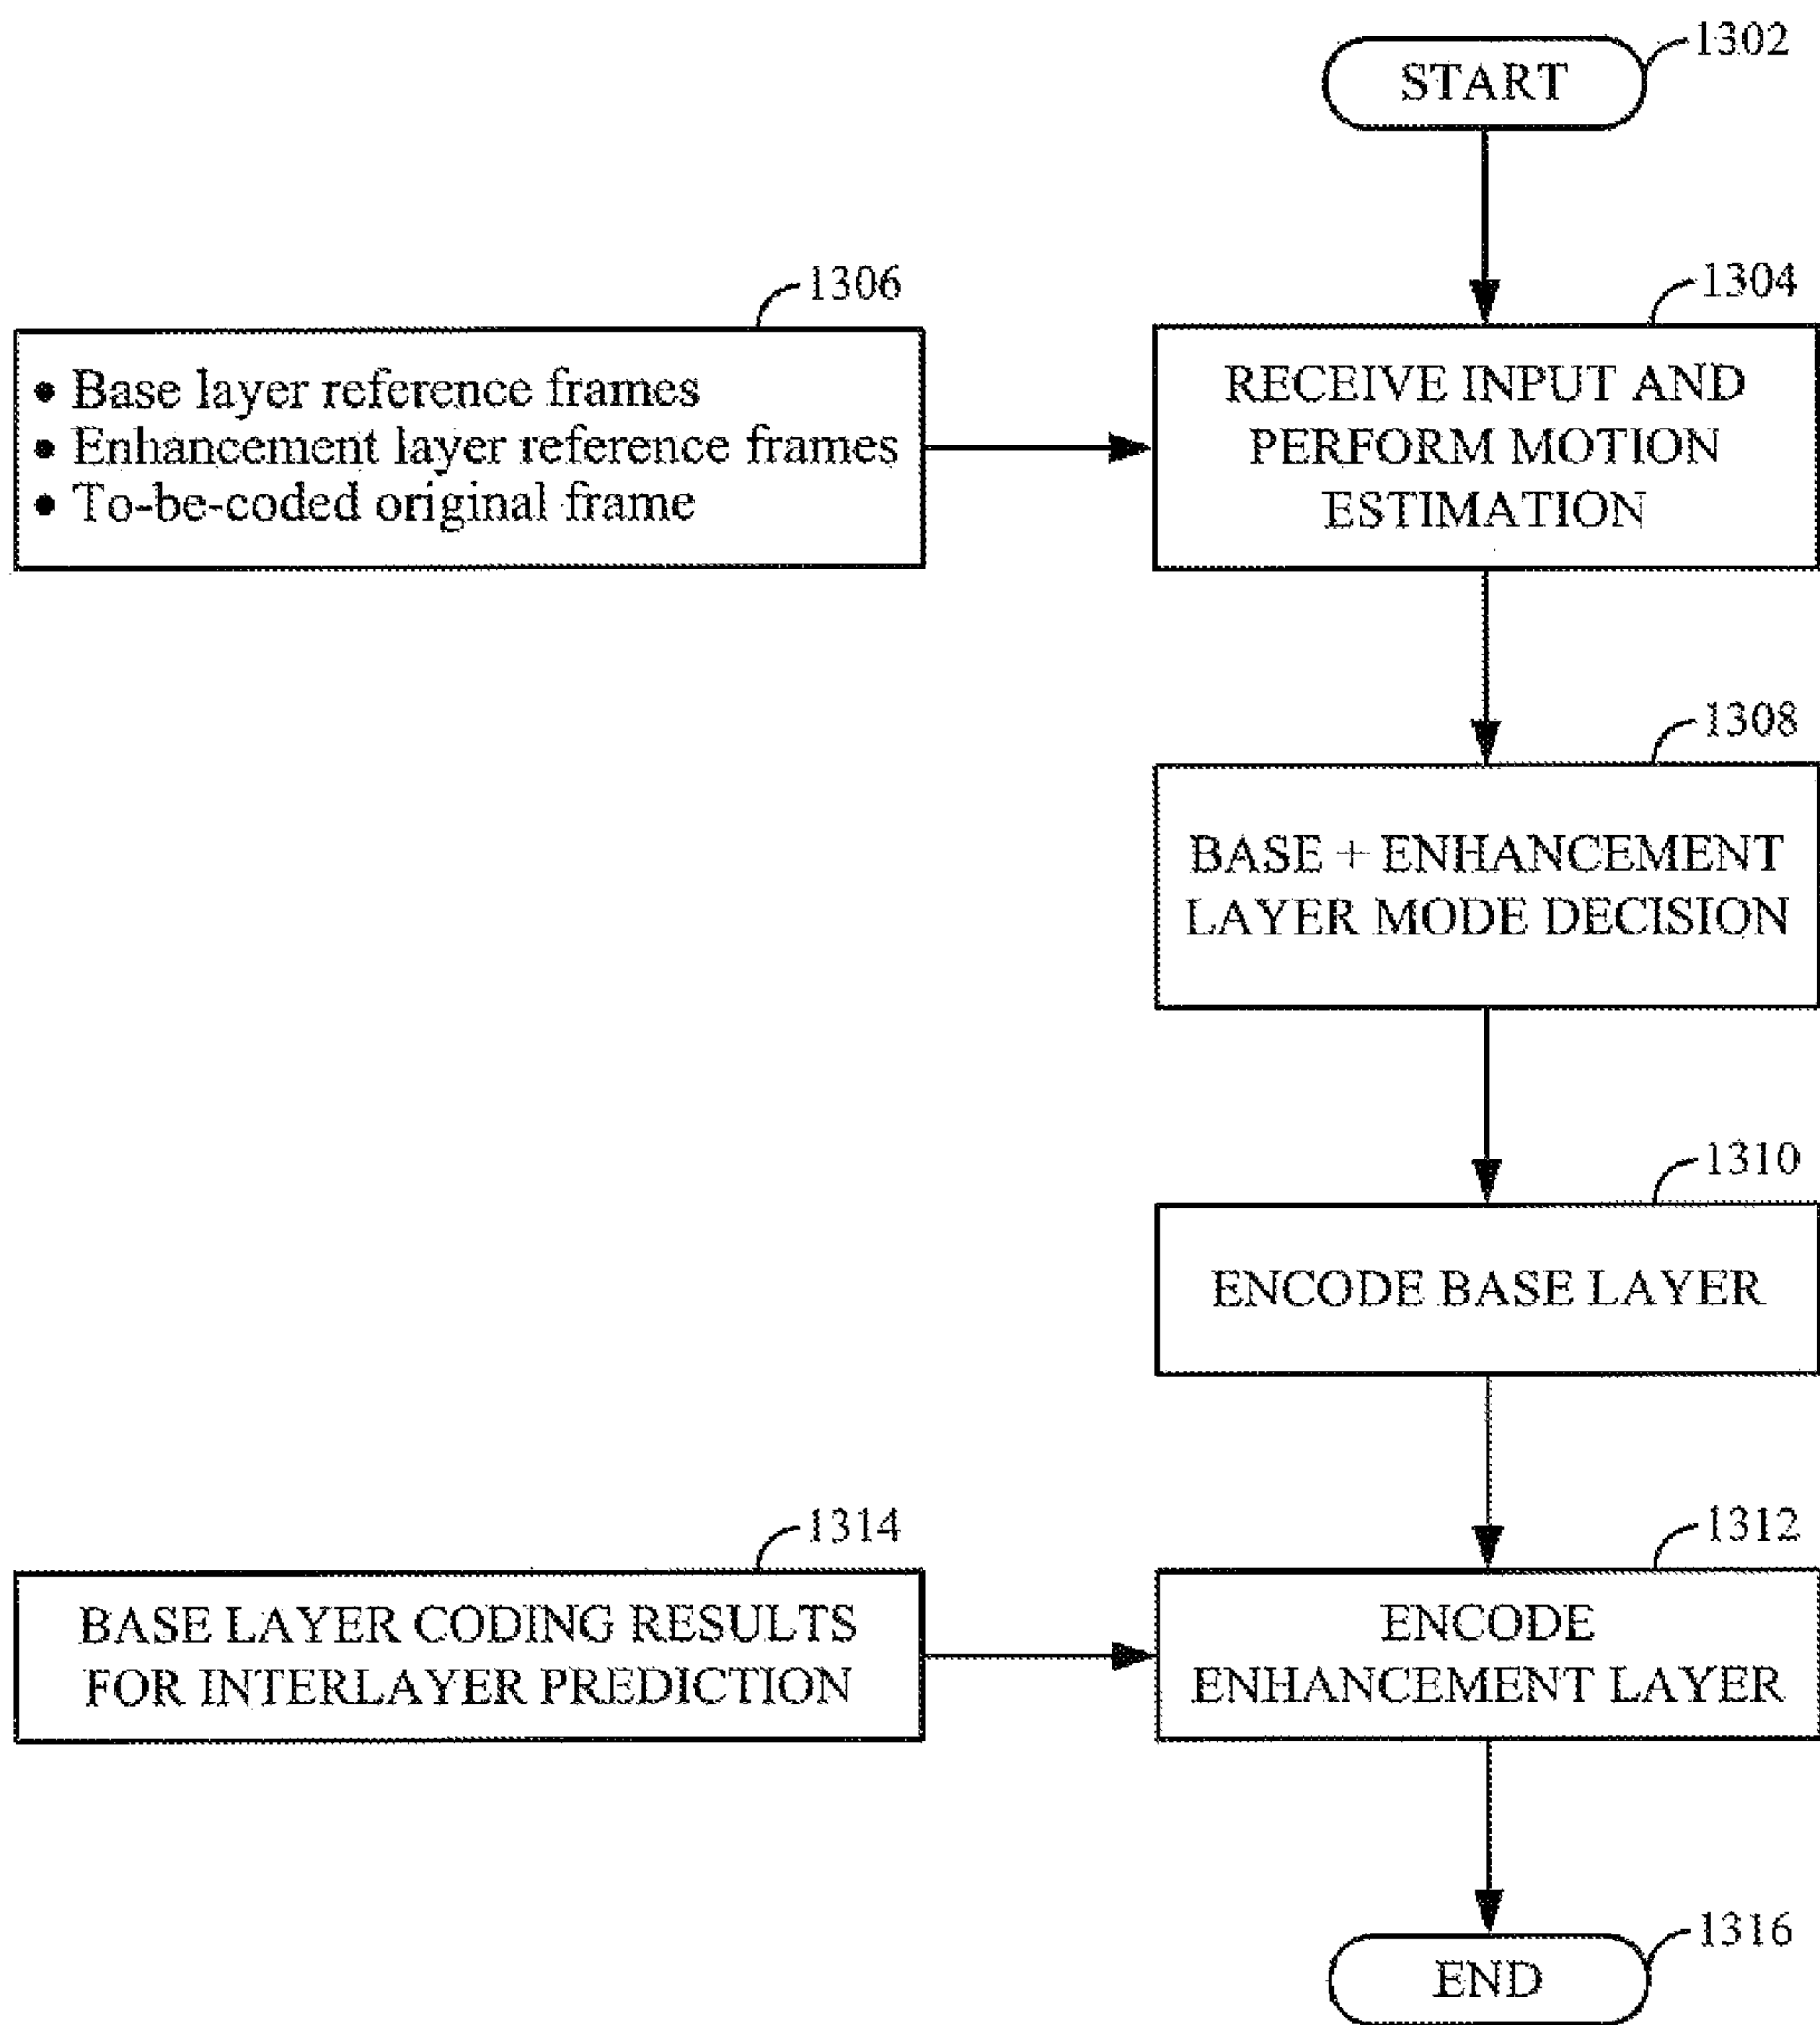 1302
START
1306
• Base layer reference frames
• Enhancement layer reference frames
• To-be-coded original frame
1304
RECEIVE INPUT AND
PERFORM MOTION
ESTIMATION
1308
BASE + ENHANCEMENT
LAYER MODE DECISION
1310
ENCODE BASE LAYER
1314
BASE LAYER CODING RESULTS
FOR INTERLAYER PREDICTION
1312
ENCODE
ENHANCEMENT LAYER
1316
END